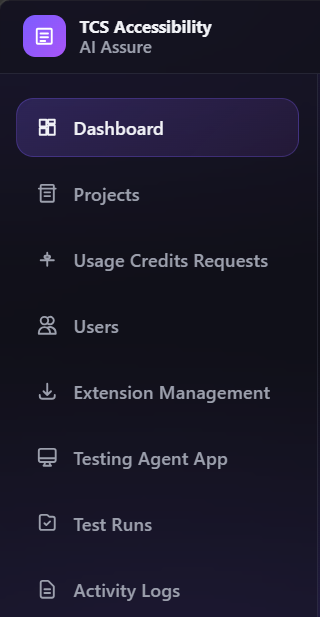 TCS Accessibility
AI Assure
Dashboard
Projects
Usage Credits Requests
Users
Extension Management
Testing Agent App
Test Runs
Activity Logs